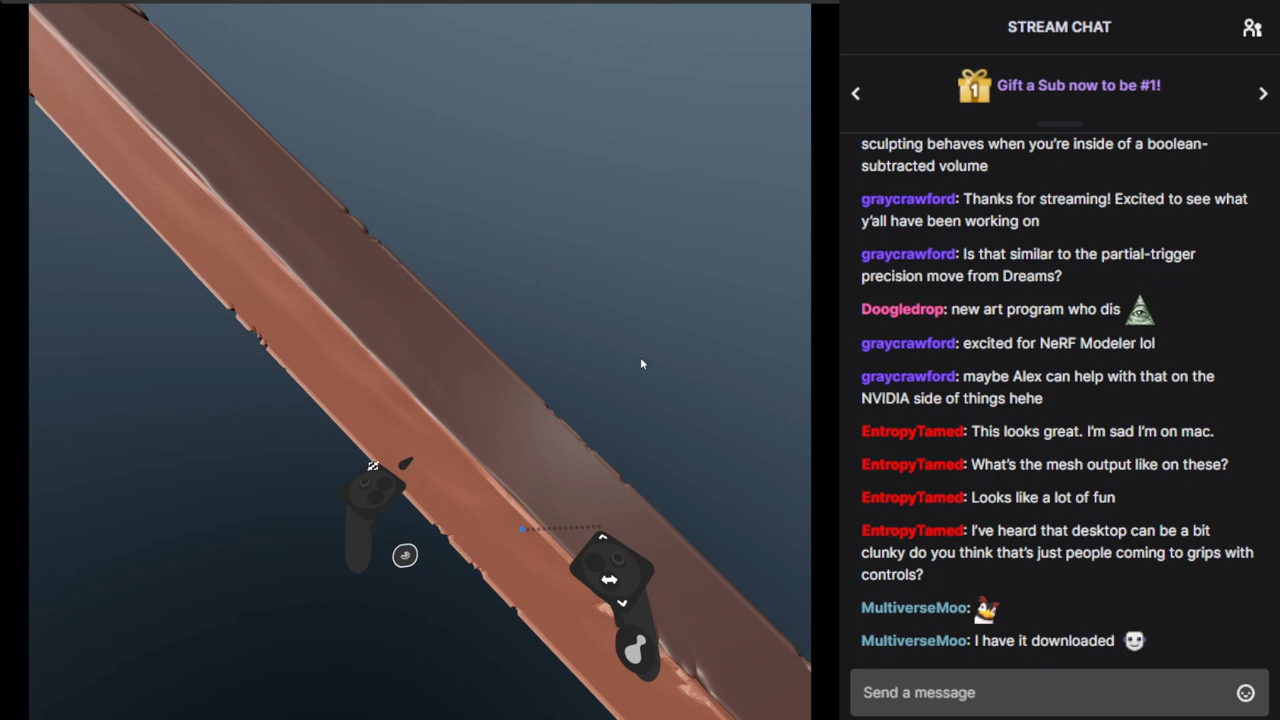 STREAM CHAT
1
Gift a Sub now to be #1!
sculpting behaves when you're inside of a boolean-
subtracted volume
graycrawford: Thanks for streaming! Excited to see what
y'all have been working on
graycrawford: Is that similar to the partial-trigger
precision move from Dreams?
Doogledrop: new art program who dis
graycrawford: excited for NeRF Modeler lol
graycrawford: maybe Alex can help with that on the
NVIDIA side of things hehe
EntropyTamed: This looks great. I'm sad I'm on mac.
EntropyTamed: What's the mesh output like on these?
EntropyTamed: Looks like a lot of fun
EntropyTamed: I've heard that desktop can be a bit
clunky do you think that's just people coming to grips with
controls?
MultiverseMoo:
MultiverseMoo: I have it downloaded
Send a message